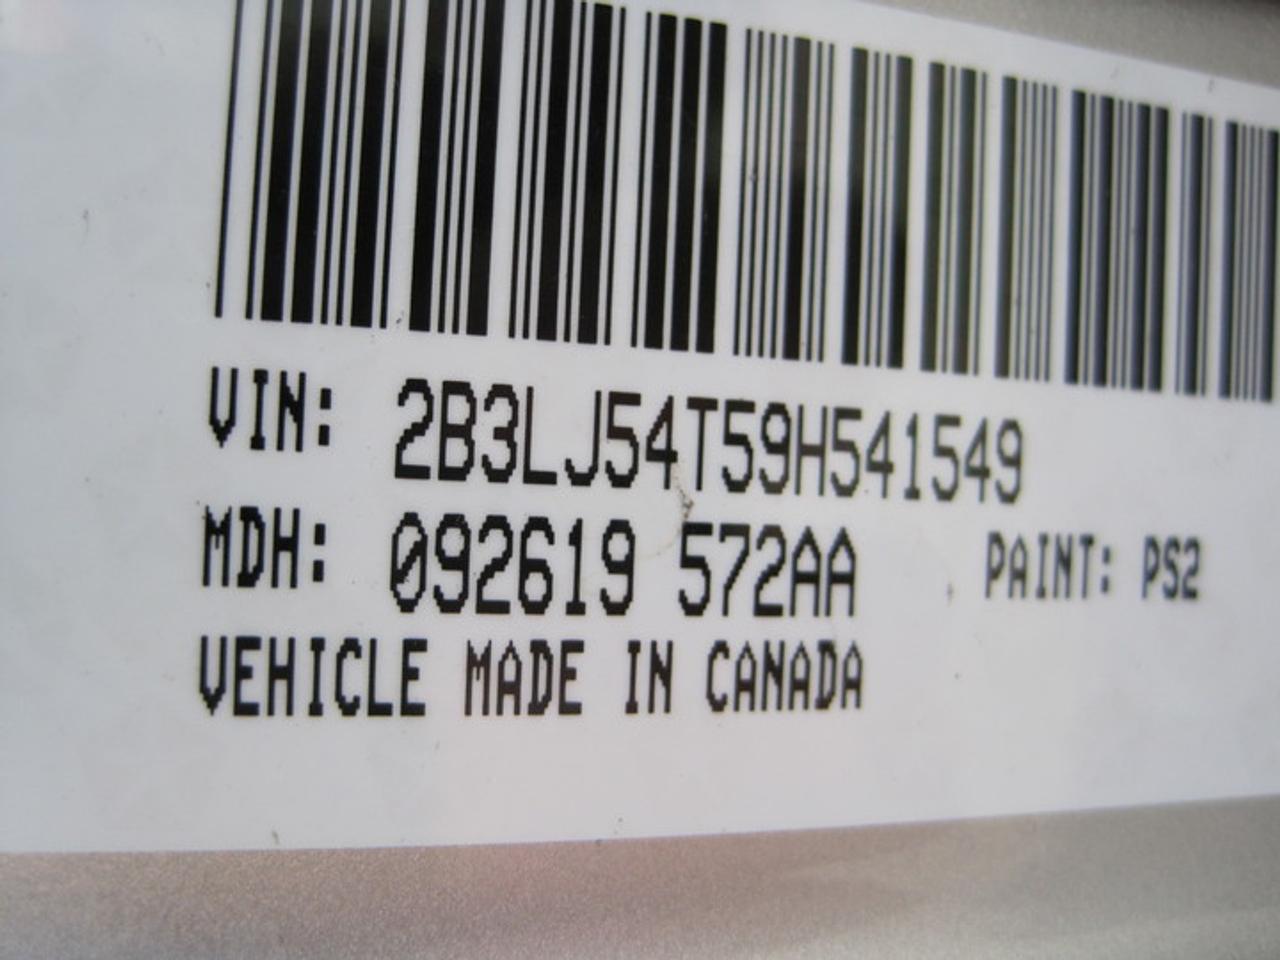 VIN: 2B3LJ54T59H541549
MDH: 092619 572AA PAINT: PS2
VEHICLE MADE IN CANADA